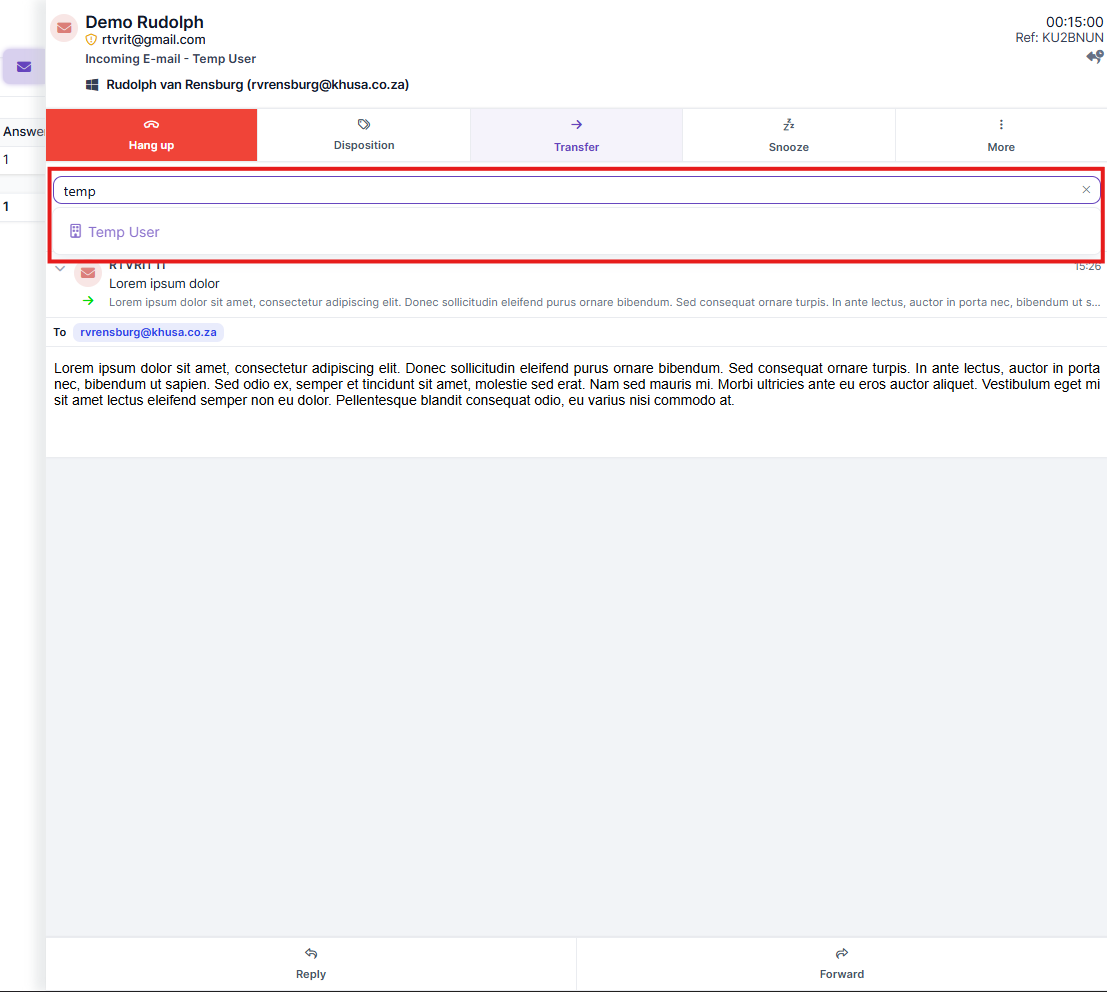 Demo Rudolph
00:15:00
rtvrit@gmail.com
Ref: KU2BNUN
Incoming E-mail - Temp User
Rudolph van Rensburg (rvrensburg@khusa.co.za)
Answe
1
1
Hang up
Disposition
Transfer
Snooze
More
temp
Temp User
RTVRIT IT
15:26
Lorem ipsum dolor
Lorem ipsum dolor sit amet, consectetur adipiscing elit. Donec sollicitudin eleifend purus ornare bibendum. Sed consequat ornare turpis. In ante lectus, auctor in porta nec, bibendum ut s...
To rvrensburg@khusa.co.za
Lorem ipsum dolor sit amet, consectetur adipiscing elit. Donec sollicitudin eleifend purus ornare bibendum. Sed consequat ornare turpis. In ante lectus, auctor in porta
nec, bibendum ut sapien. Sed odio ex, semper et tincidunt sit amet, molestie sed erat. Nam sed mauris mi. Morbi ultricies ante eu eros auctor aliquet. Vestibulum eget mi
sit amet lectus eleifend semper non eu dolor. Pellentesque blandit consequat odio, eu varius nisi commodo at.
Reply
Forward